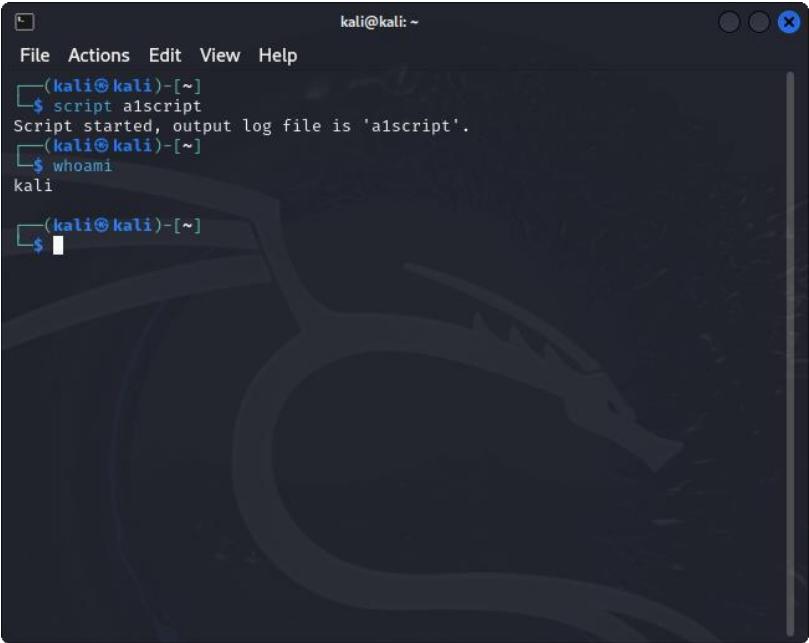 kali@kali: ~
File Actions Edit View Help
┌──(kali㉿kali)-[~]
└─$ script a1script
Script started, output log file is 'a1script'.
┌──(kali㉿kali)-[~]
└─$ whoami
kali
┌──(kali㉿kali)-[~]
└─$